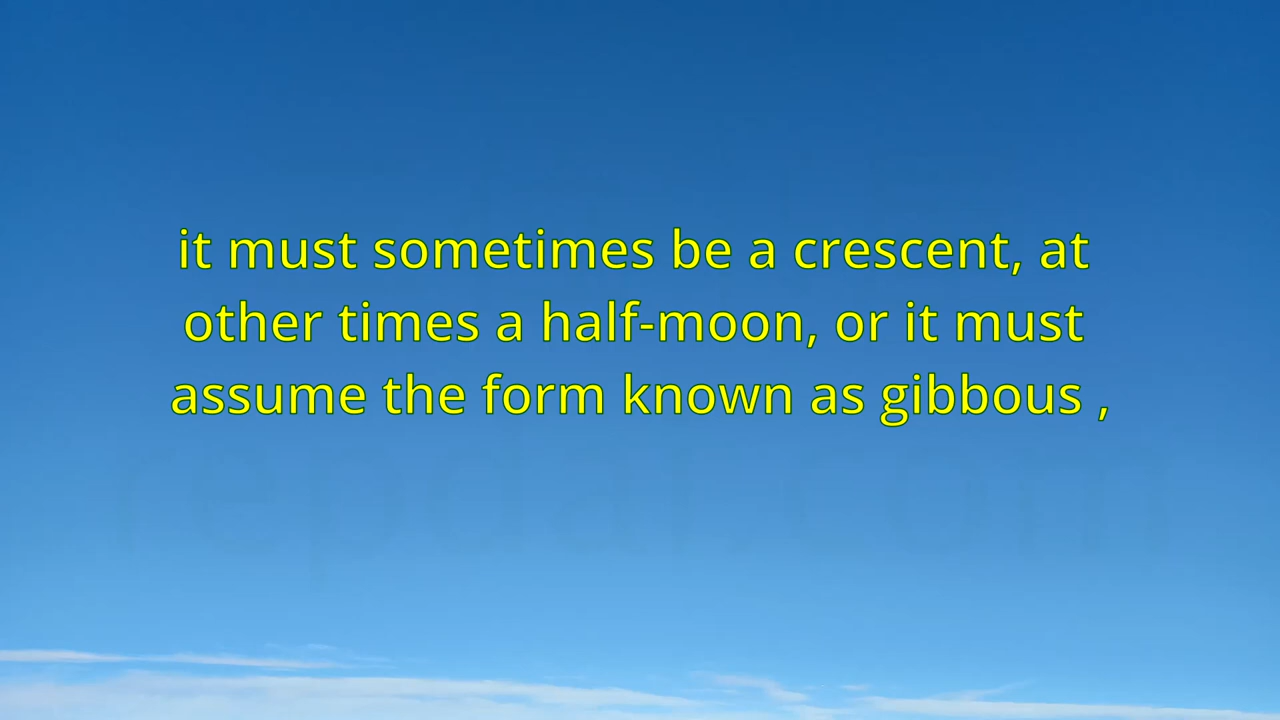 it must sometimes be a crescent, at
other times a half-moon, or it must
assume the form known as gibbous ,